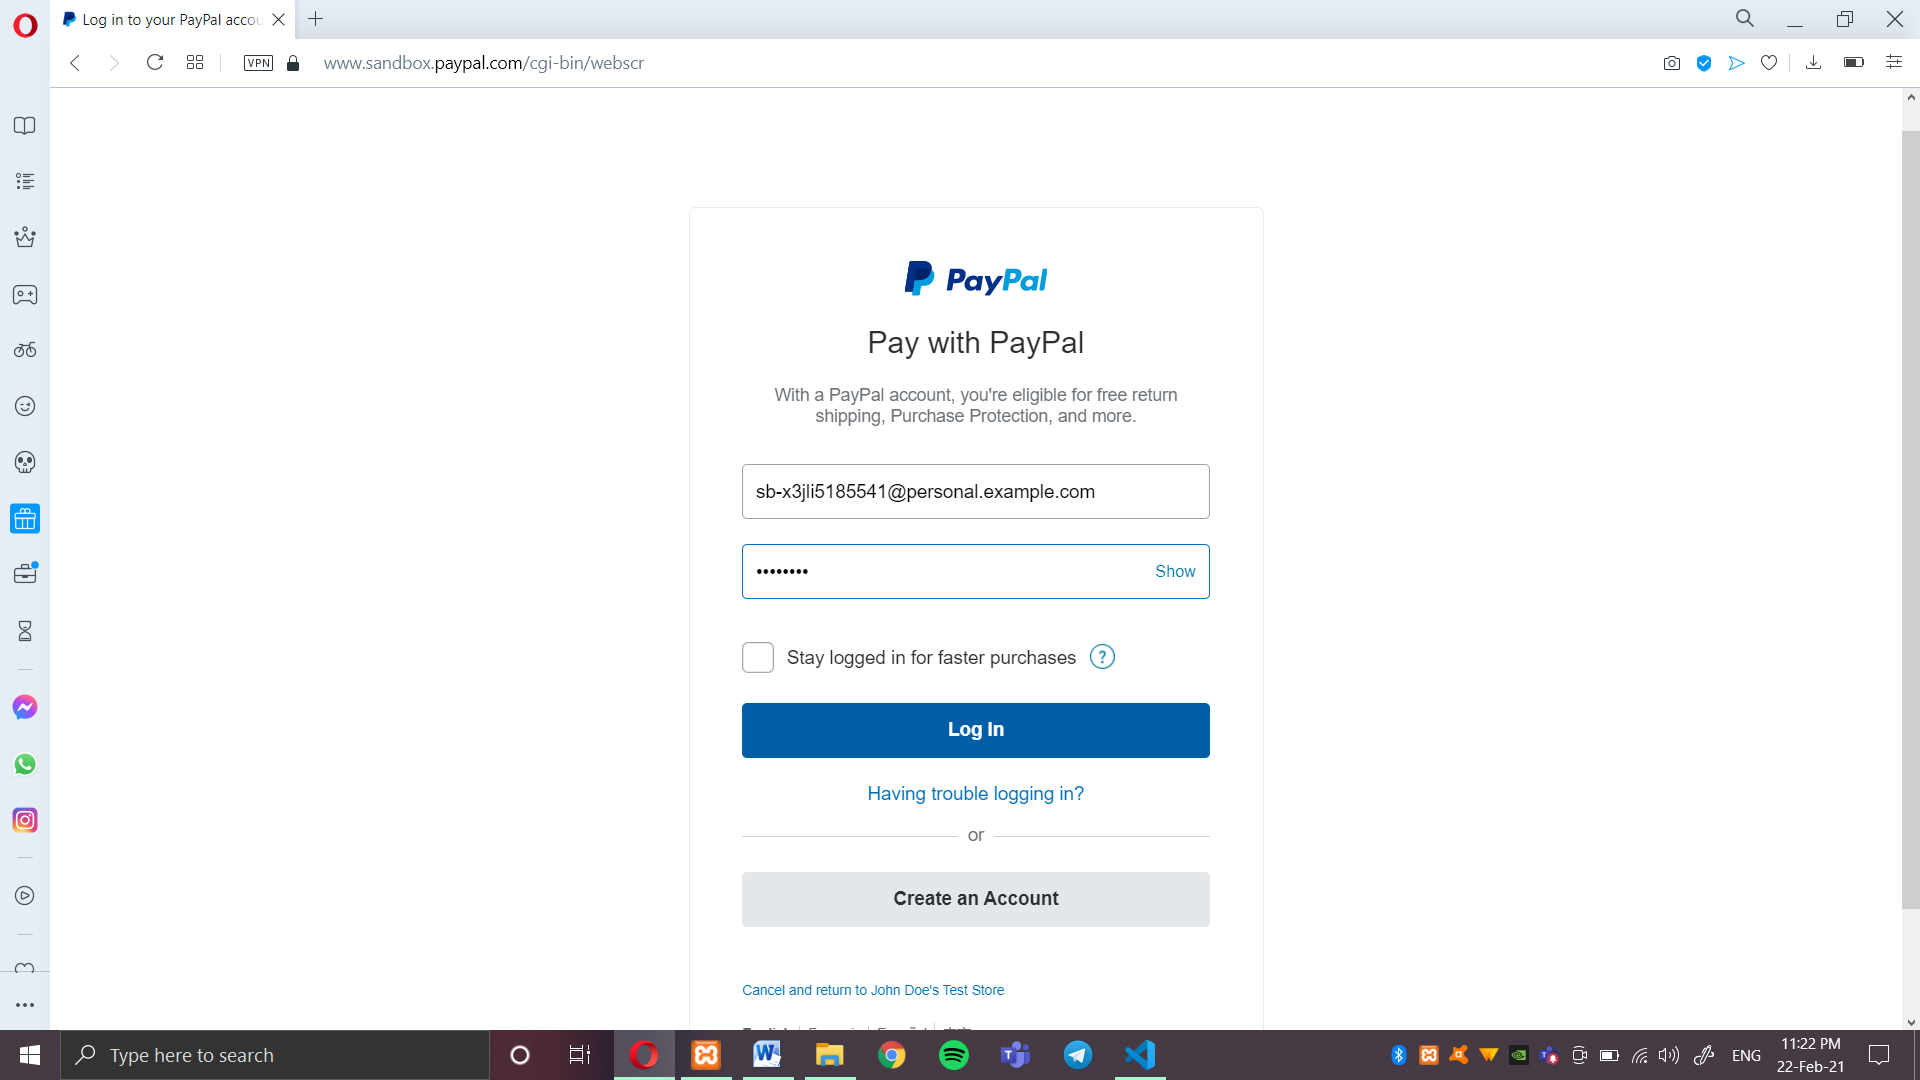 Log in to your PayPal accou
VPN
www.sandbox.paypal.com/cgi-bin/webscr
PayPal
Pay with PayPal
With a PayPal account, you're eligible for free return
shipping, Purchase Protection, and more.
sb-x3jli5185541@personal.example.com
••••••••
Show
Stay logged in for faster purchases
?
Log In
Having trouble logging in?
or
Create an Account
Cancel and return to John Doe's Test Store
Type here to search
ENG
11:22 PM
22-Feb-21